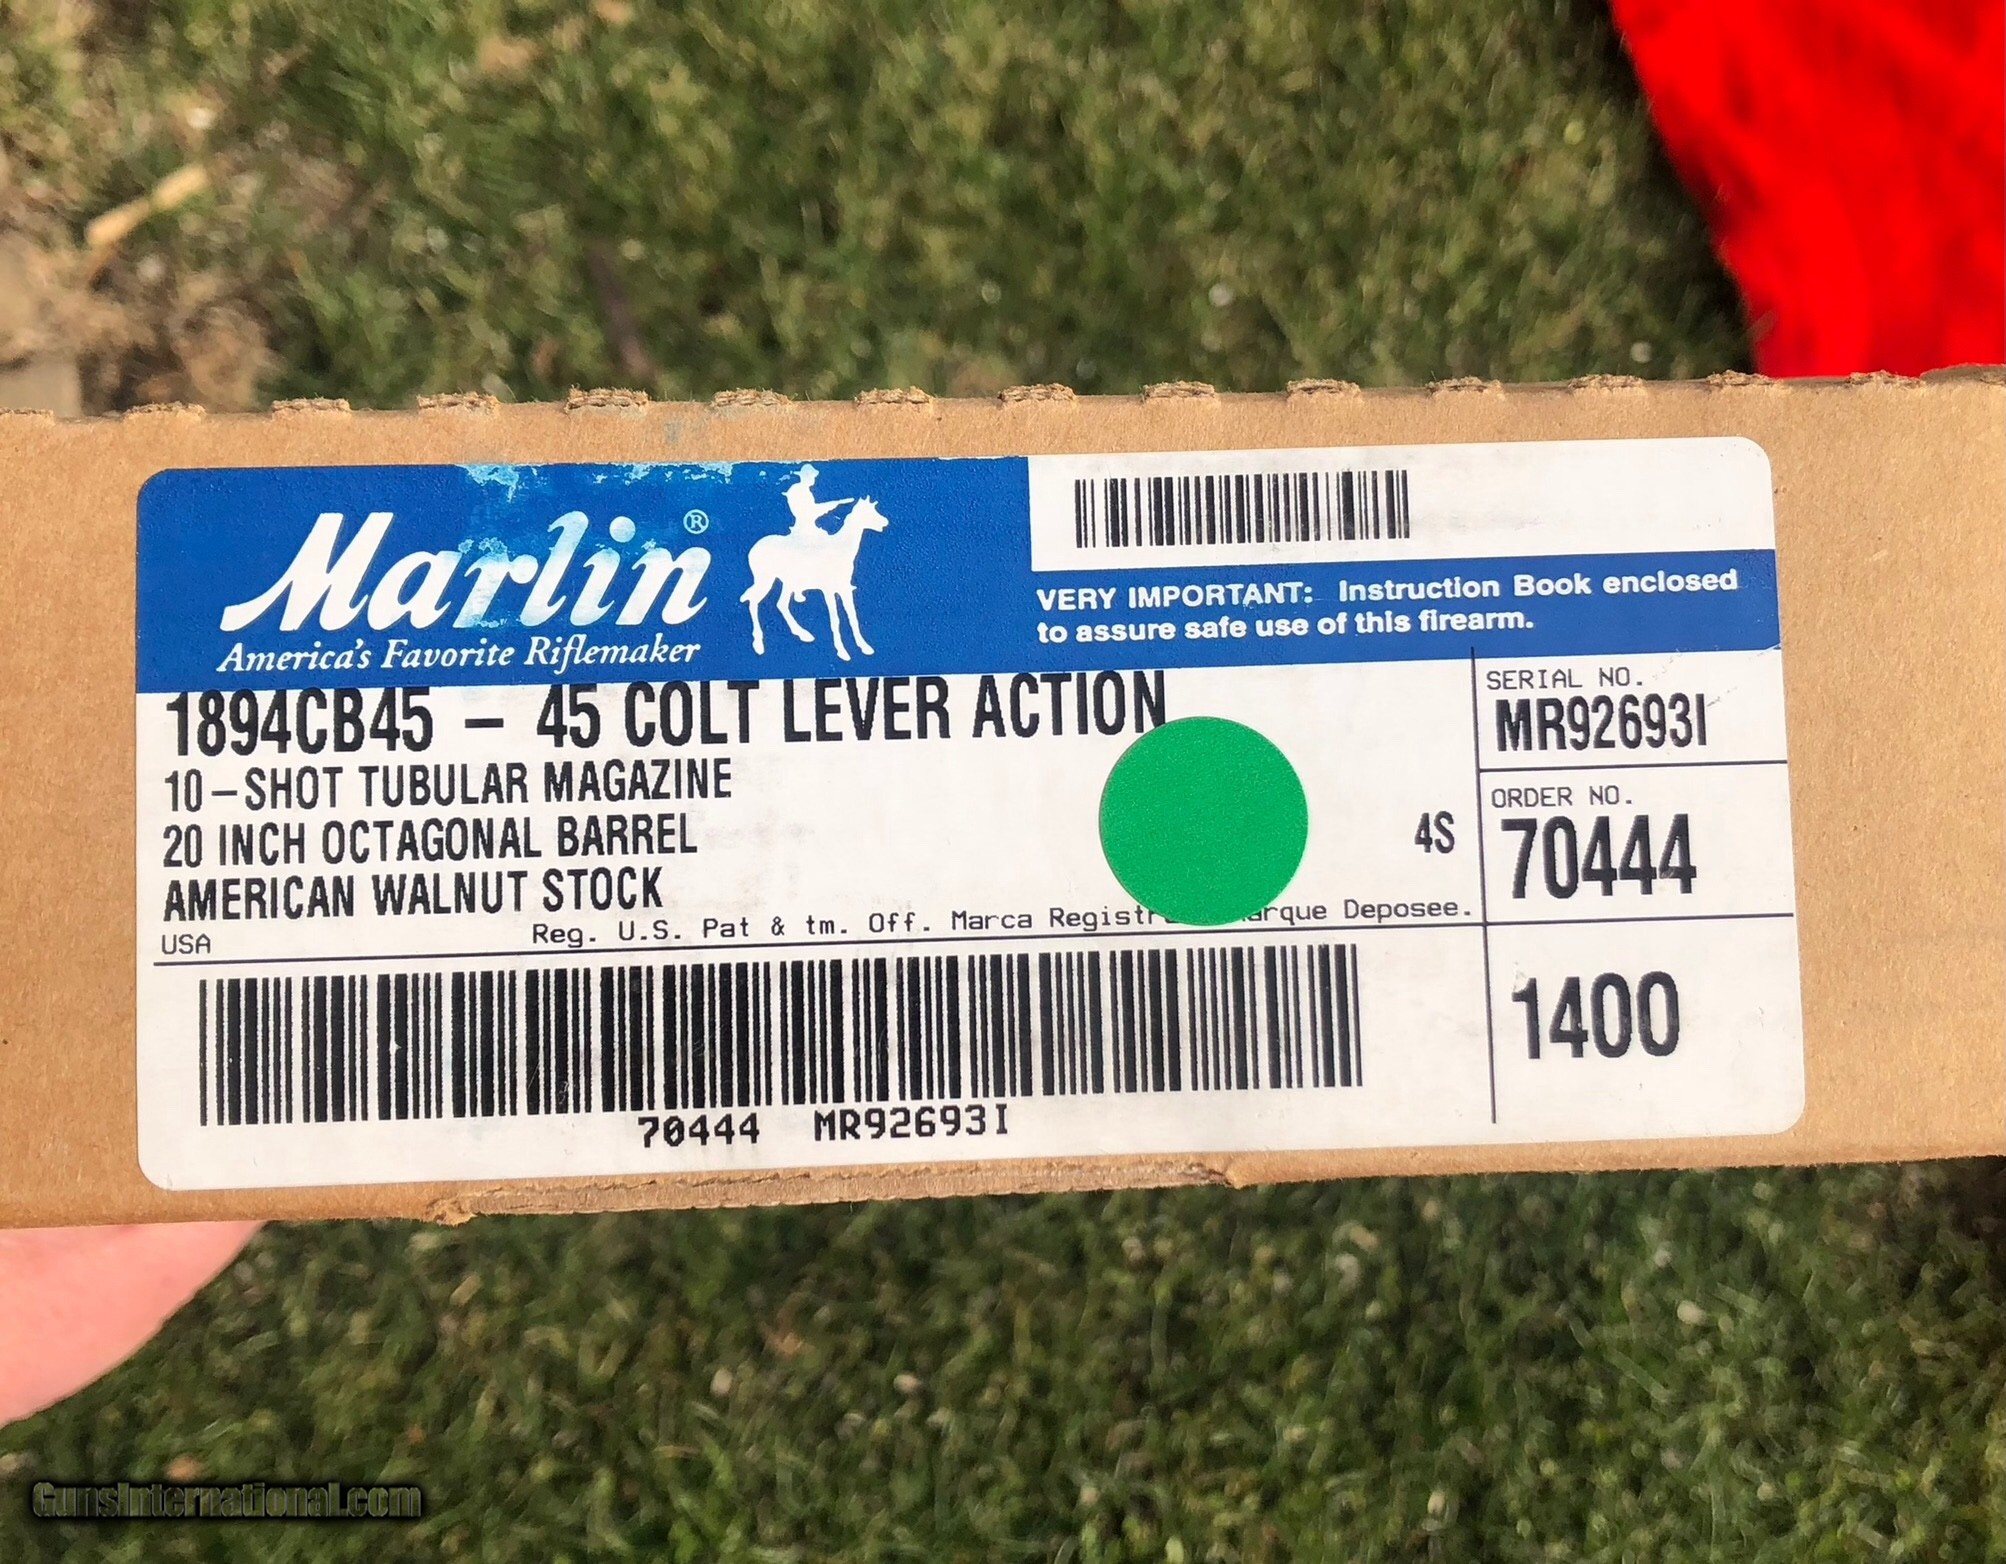 Marlin®
America's Favorite Riflemaker
VERY IMPORTANT: Instruction Book enclosed
to assure safe use of this firearm.
1894CB45 – 45 COLT LEVER ACTION
10–SHOT TUBULAR MAGAZINE
20 INCH OCTAGONAL BARREL
AMERICAN WALNUT STOCK
4S
USA
Reg. U.S. Pat & tm. Off. Marca Deposee.
SERIAL NO.
MR92693I
ORDER NO.
70444
1400
70444 MR92693I
GunsInternational.com